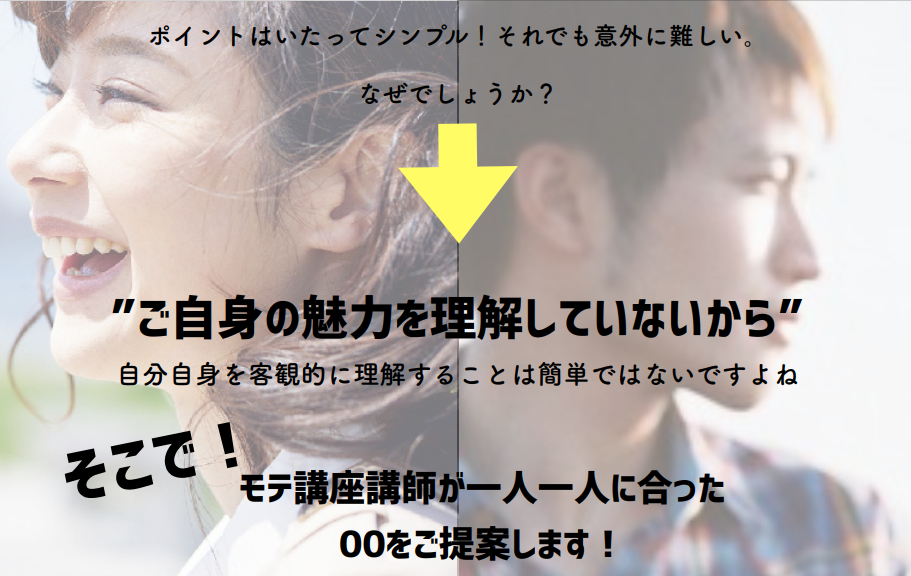 ポイントはいたってシンプル！それでも意外に難しい。
なぜでしょうか？
”ご自身の魅力を理解していないから”
自分自身を客観的に理解することは簡単ではないですよね
そこで！
モテ講座講師が一人一人に合った
00をご提案します！